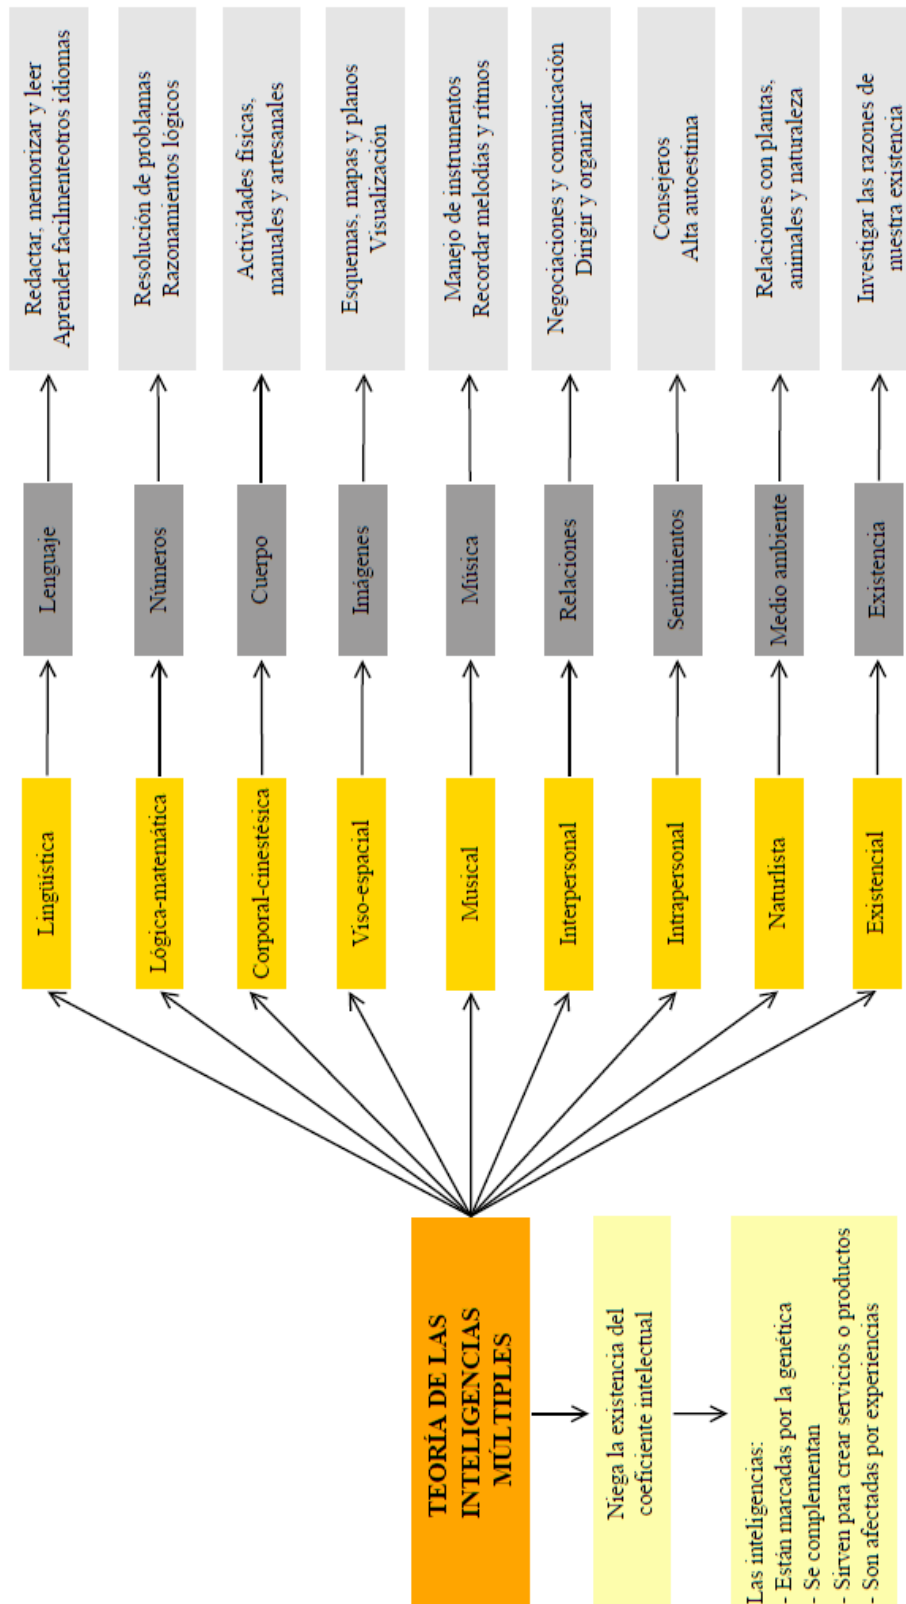 TEORÍA DE LAS
INTELIGENCIAS
MÚLTIPLES
Niega la existencia del
coeficiente intelectual
Las inteligencias:
- Están marcadas por la genética
- Se complementan
- Sirven para crear servicios o productos
- Son afectadas por experiencias
Lingüística
Lenguaje
Redactar, memorizar y leer
Aprender facilmenteotros idiomas
Lógica-matemática
Números
Resolución de problamas
Razonamientos lógicos
Corporal-cinestésica
Cuerpo
Actividades físicas,
manuales y artesanales
Viso-espacial
Imágenes
Esquemas, mapas y planos
Visualización
Musical
Música
Manejo de instrumentos
Recordar melodías y ritmos
Interpersonal
Relaciones
Negociaciones y comunicación
Dirigir y organizar
Intrapersonal
Sentimientos
Consejeros
Alta autoestima
Naturlista
Medio ambiente
Relaciones con plantas,
animales y naturaleza
Existencial
Existencia
Investigar las razones de
nuestra existencia